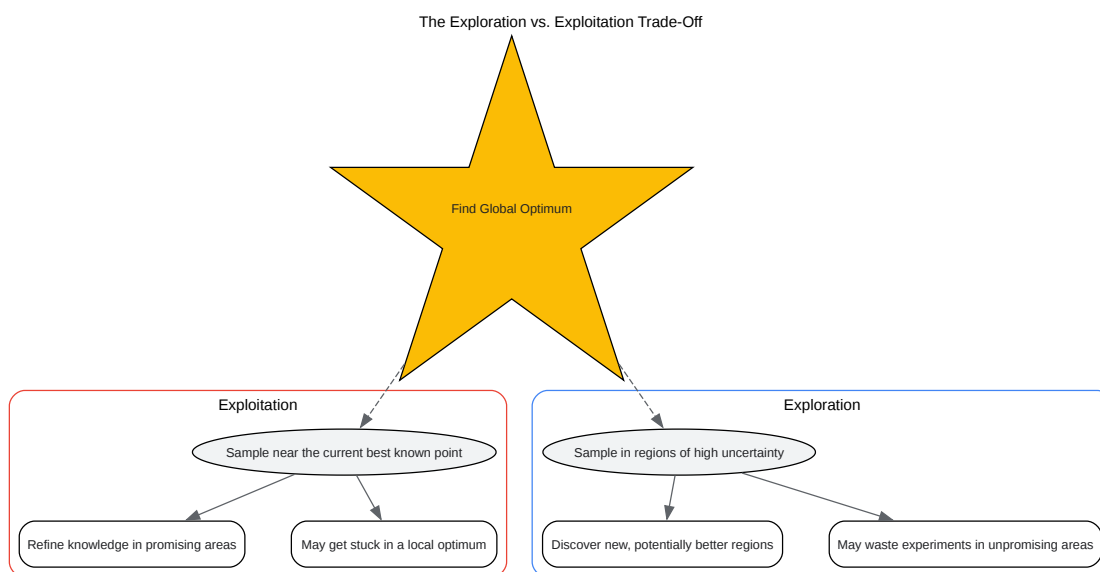 The Exploration vs. Exploitation Trade-Off
Find Global Optimum
Exploitation
Sample near the current best known point
Refine knowledge in promising areas
May get stuck in a local optimum
Exploration
Sample in regions of high uncertainty
Discover new, potentially better regions
May waste experiments in unpromising areas